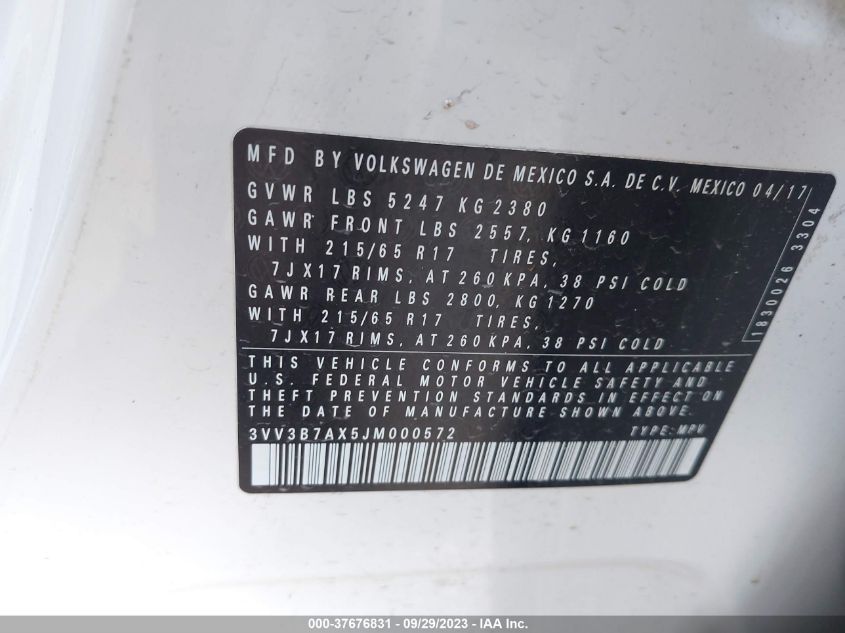 MFD BY VOLKSWAGEN DE MEXICO S.A. DE C.V. MEXICO 04/17
GVWR LBS 5247 KG 2380
GAWR FRONT LBS 2557, KG 1160
WITH 215/65 R17 TIRES,
7JX17 RIMS, AT 260 KPA, 38 PSI COLD
GAWR REAR LBS 2800, KG 1270
WITH 215/65 R17 TIRES,
7JX17 RIMS, AT 260 KPA, 38 PSI COLD
1830026 3304
THIS VEHICLE CONFORMS TO ALL APPLICABLE
U.S. FEDERAL MOTOR VEHICLE SAFETY AND
THEFT PREVENTION STANDARDS IN EFFECT ON
THE DATE OF MANUFACTURE SHOWN ABOVE.
3VV3B7AX5JM000572 TYPE: MPV
000-37676831 - 09/29/2023 - IAA Inc.